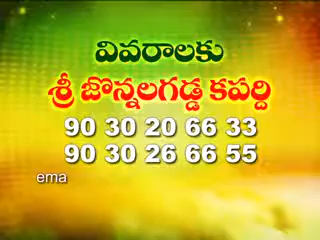 వివరాలకు
శ్రీ జొన్నలగడ్డ కపర్ది
90 30 20 66 33
90 30 26 66 55
ema